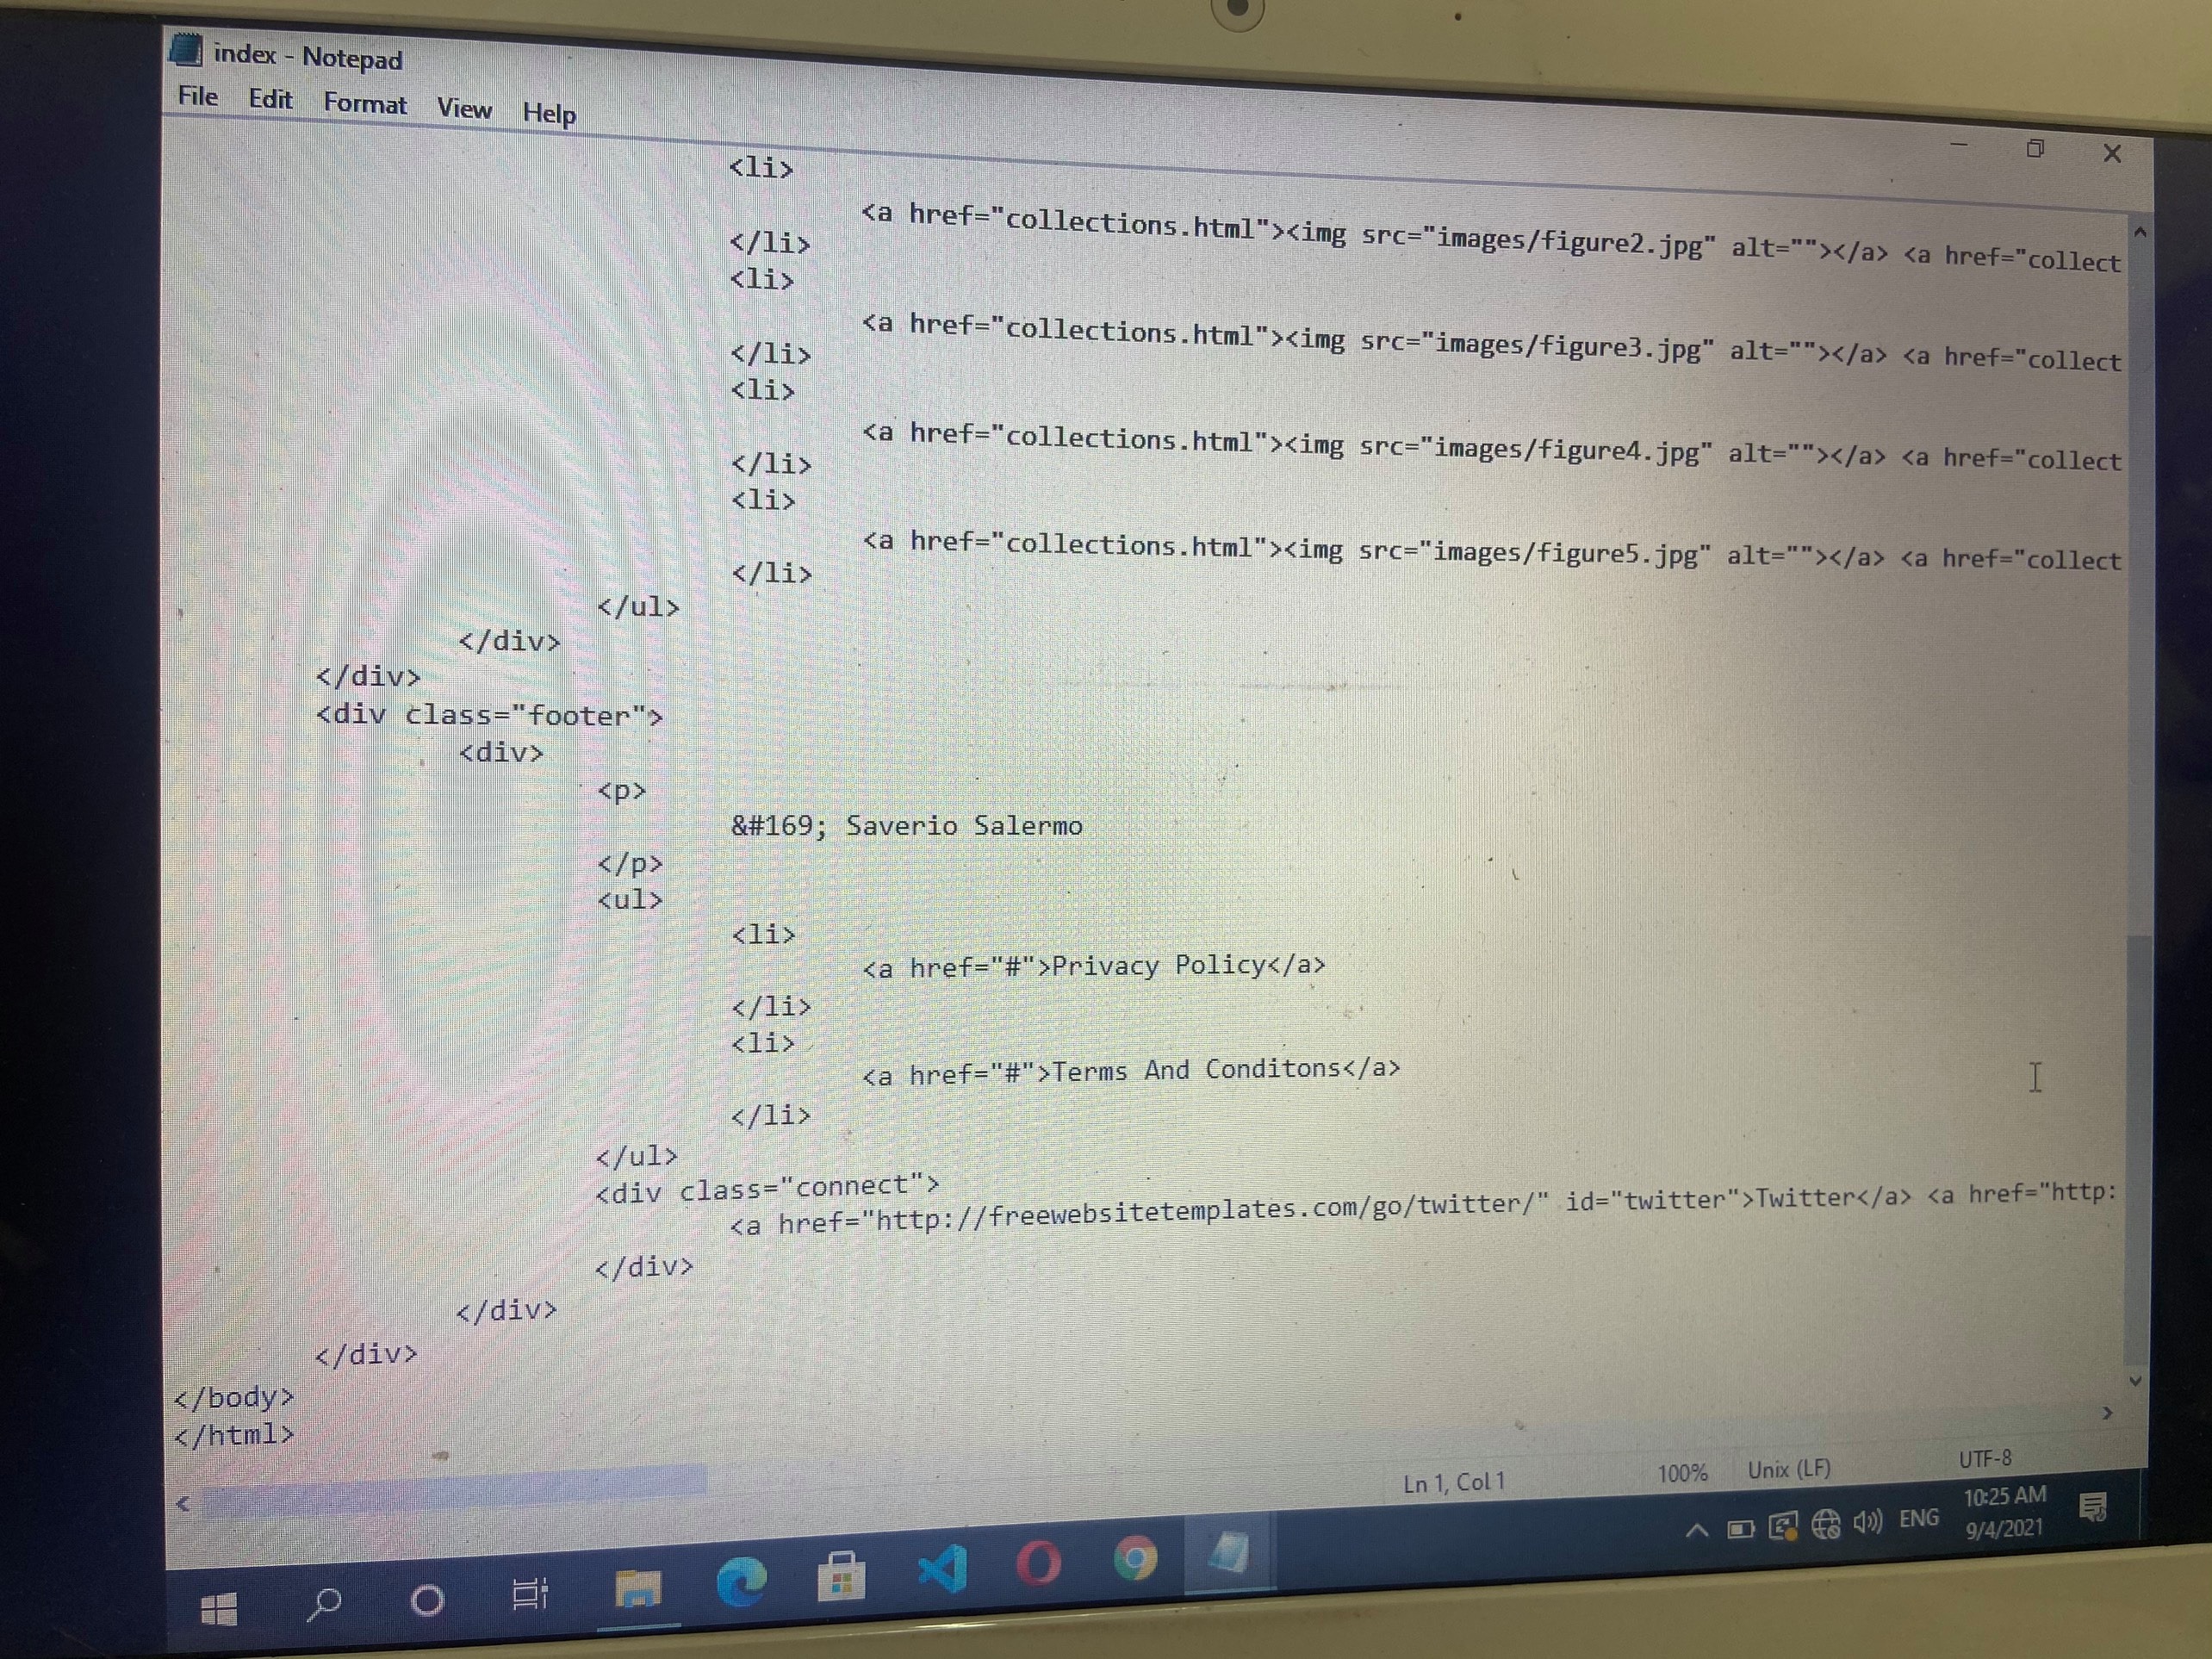 index - Notepad
File Edit Format View Help
<li>
<a href="collections.html"><img src="images/figure2.jpg" alt=""></a> <a href="collect
</li>
<li>
<a href="collections.html"><img src="images/figure3.jpg" alt=""></a> <a href="collect
</li>
<li>
<a href="collections.html"><img src="images/figure4.jpg" alt=""></a> <a href="collect
</li>
<li>
<a href="collections.html"><img src="images/figure5.jpg" alt=""></a> <a href="collect
</li>
</ul>
</div>
</div>
<div class="footer">
<div>
<p>
&#169; Saverio Salermo
</p>
<ul>
<li>
<a href="#">Privacy Policy</a>
</li>
<li>
<a href="#">Terms And Conditons</a>
</li>
</ul>
<div class="connect">
<a href="http://freewebsitetemplates.com/go/twitter/" id="twitter">Twitter</a> <a href="http:
</div>
</div>
</div>
</body>
</html>
Ln 1, Col 1 100% Unix (LF) UTF-8
ENG 10:25 AM
9/4/2021